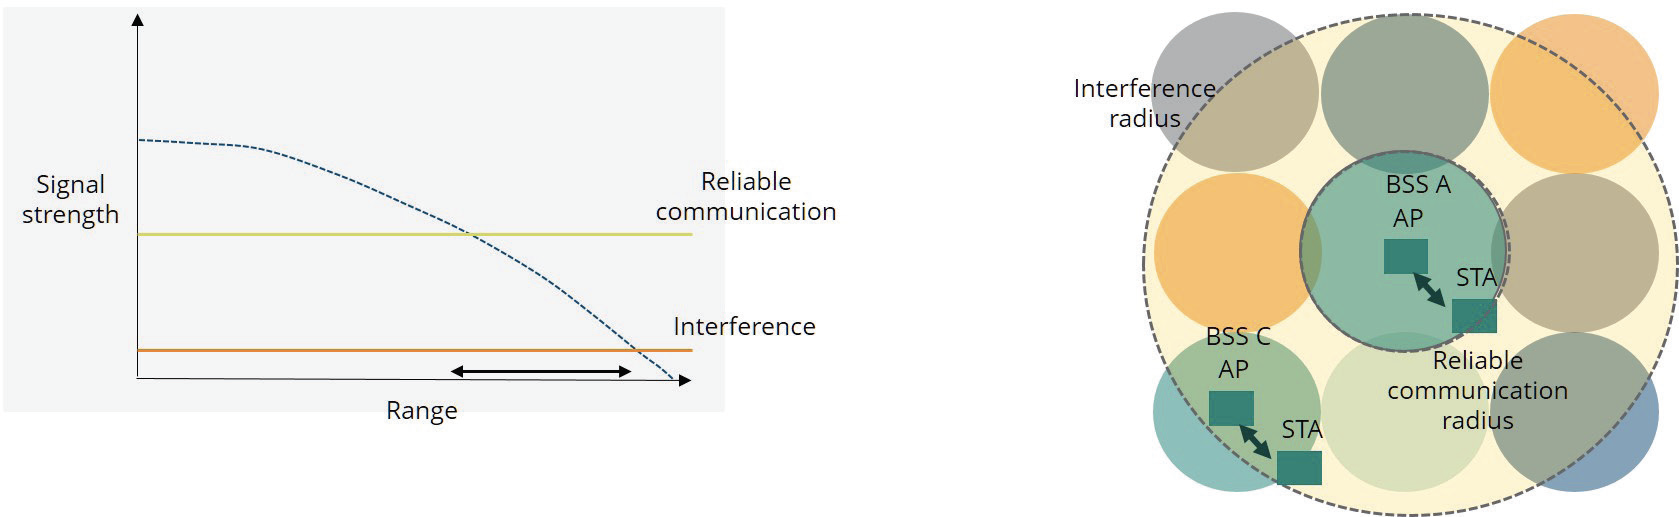 Signal
strength
Reliable
communication
Interference
Range
Interference
radius
BSS A
AP
STA
BSS C
AP
STA
Reliable
communication
radius